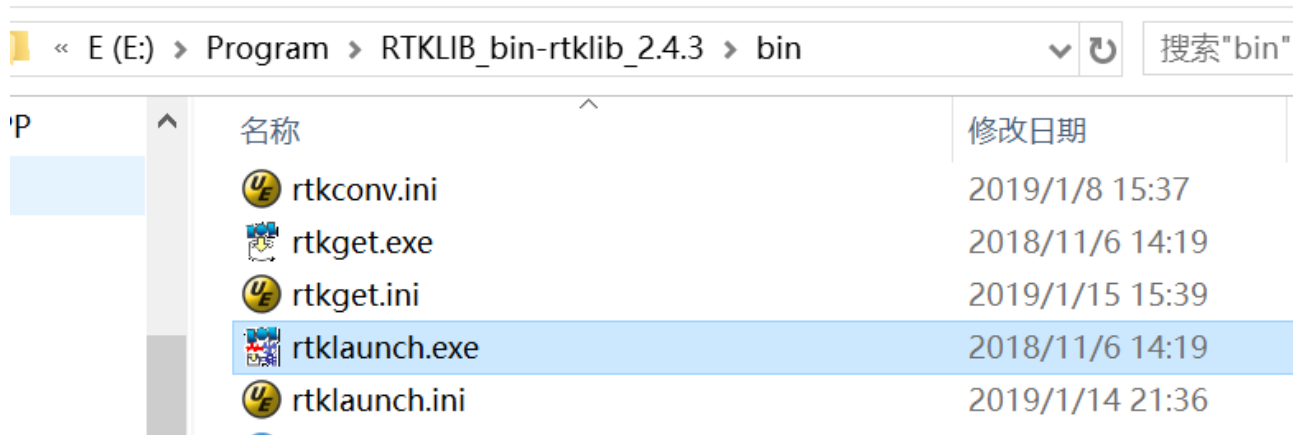 « E (E:) > Program > RTKLIB_bin-rtklib_2.4.3 > bin 搜索"bin"
名称 修改日期
rtkconv.ini 2019/1/8 15:37
rtkget.exe 2018/11/6 14:19
rtkget.ini 2019/1/15 15:39
rtklaunch.exe 2018/11/6 14:19
rtklaunch.ini 2019/1/14 21:36